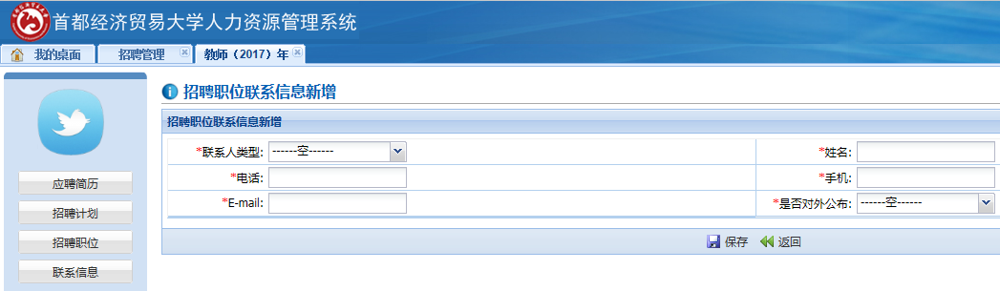 首都经济贸易大学人力资源管理系统
我的桌面 招聘管理 教师（2017）年
招聘职位联系信息新增
招聘职位联系信息新增
*联系人类型: ------空------ *姓名:
*电话: *手机:
*E-mail: *是否对外公布: ------空------
保存 返回
应聘简历
招聘计划
招聘职位
联系信息